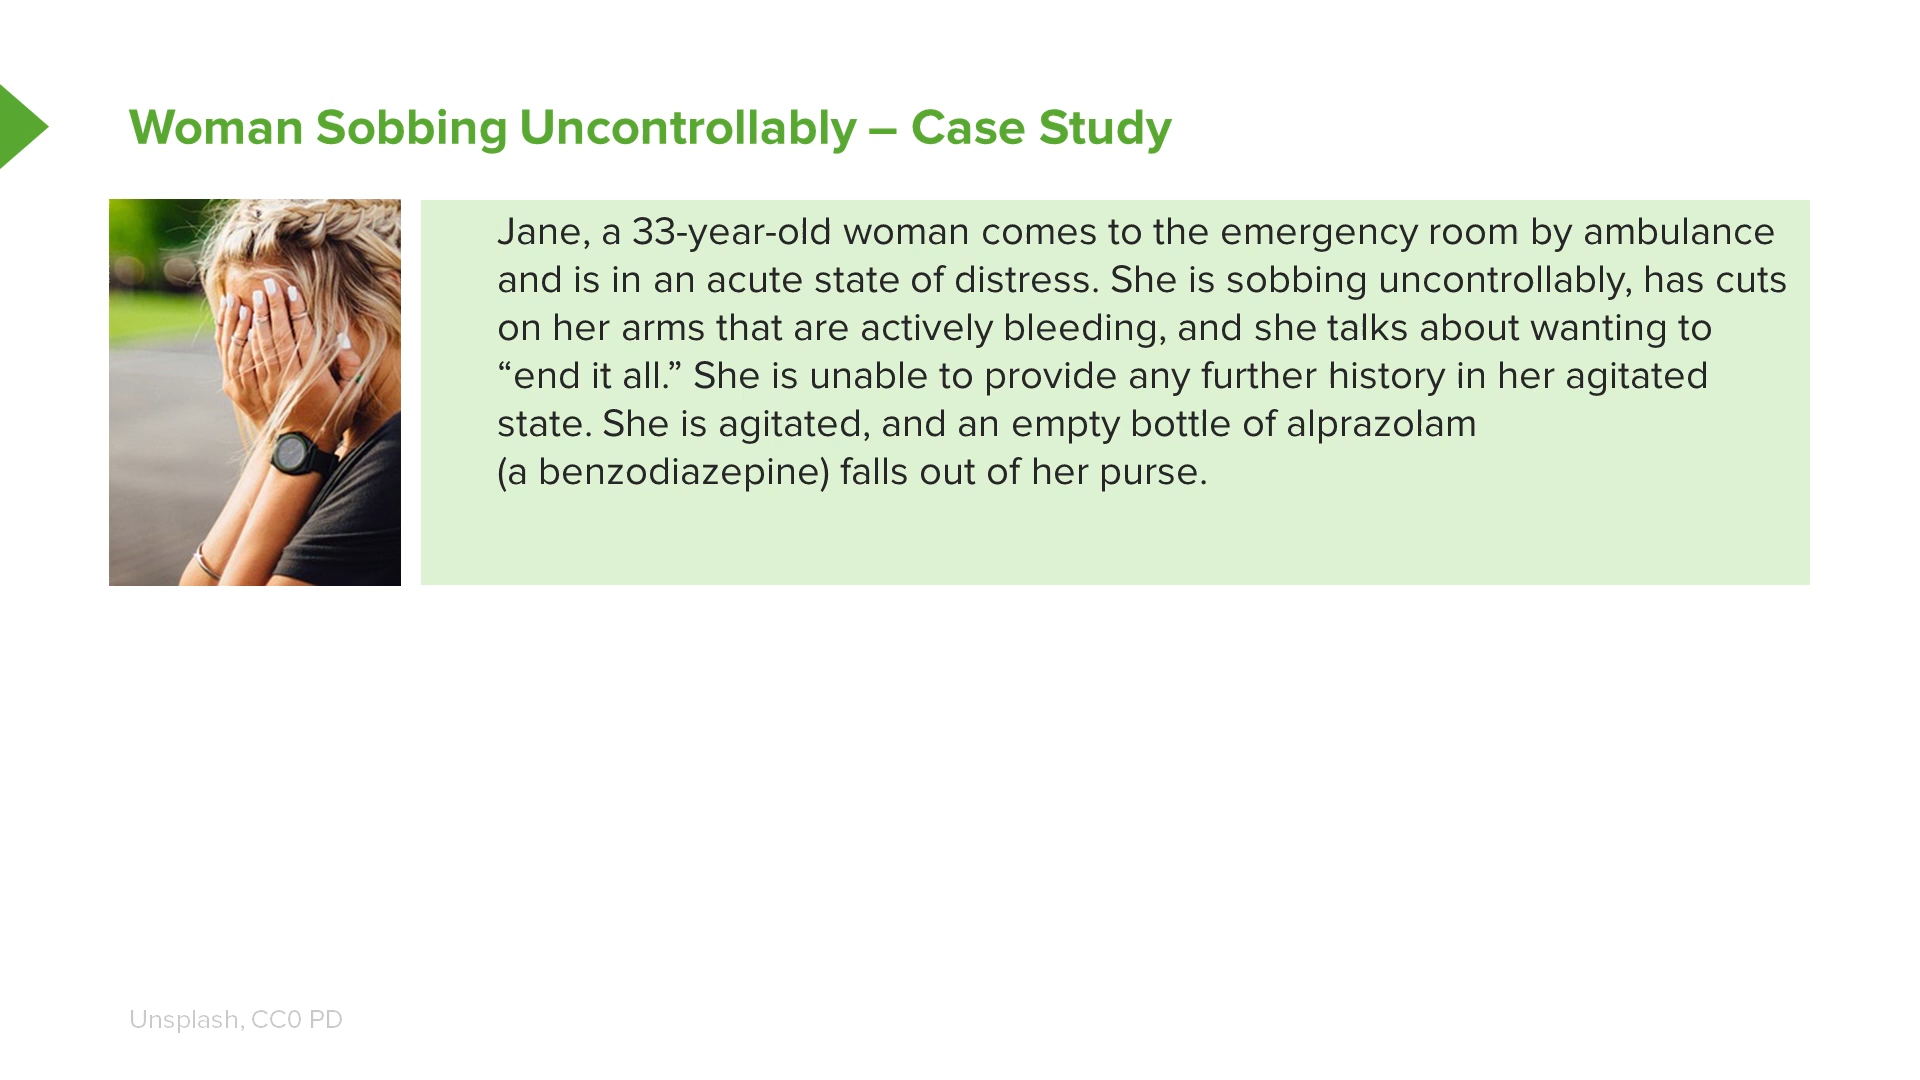 Woman Sobbing Uncontrollably – Case Study
Jane, a 33-year-old woman comes to the emergency room by ambulance
and is in an acute state of distress. She is sobbing uncontrollably, has cuts
on her arms that are actively bleeding, and she talks about wanting to
“end it all.” She is unable to provide any further history in her agitated
state. She is agitated, and an empty bottle of alprazolam
(a benzodiazepine) falls out of her purse.
Unsplash, CC0 PD